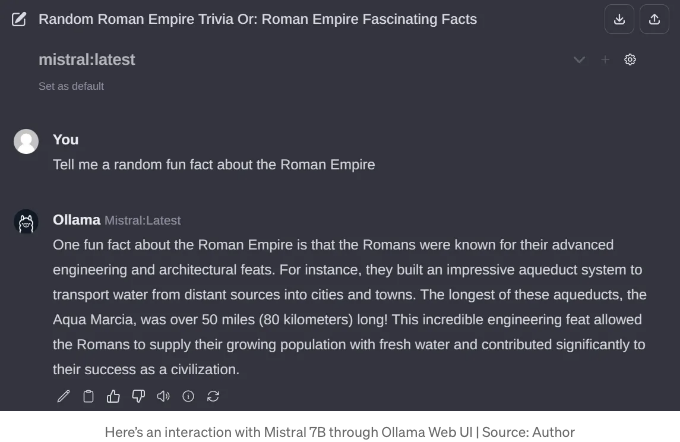 Random Roman Empire Trivia Or: Roman Empire Fascinating Facts
mistral:latest
Set as default
You
Tell me a random fun fact about the Roman Empire
Ollama Mistral:Latest
One fun fact about the Roman Empire is that the Romans were known for their advanced
engineering and architectural feats. For instance, they built an impressive aqueduct system to
transport water from distant sources into cities and towns. The longest of these aqueducts, the
Aqua Marcia, was over 50 miles (80 kilometers) long! This incredible engineering feat allowed
the Romans to supply their growing population with fresh water and contributed significantly to
their success as a civilization.
Here’s an interaction with Mistral 7B through Ollama Web UI | Source: Author